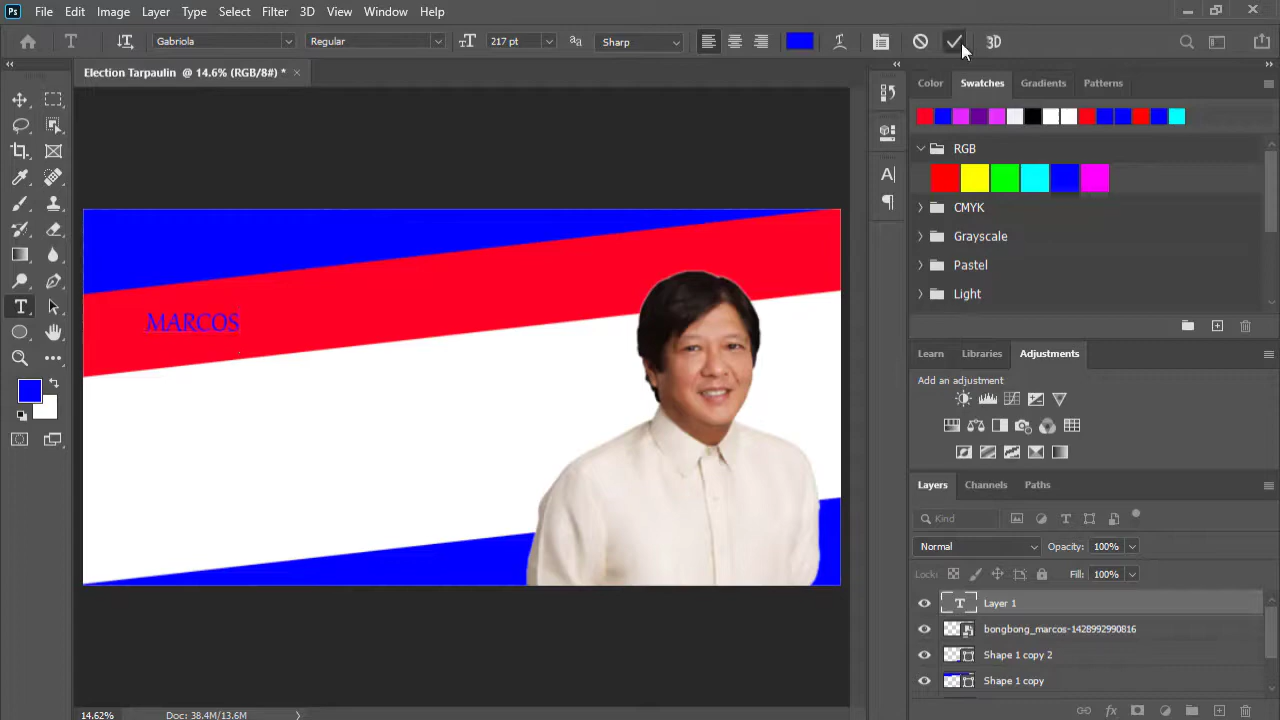 Ps File Edit Image Layer Type Select Filter 3D View Window Help
T Gabriola Regular 217 pt Sharp 3D
Election Tarpaulin @ 14.6% (RGB/8#) *
Color Swatches Gradients Patterns
RGB
CMYK
Grayscale
Pastel
Light
MARCOS
Learn Libraries Adjustments
Add an adjustment
Layers Channels Paths
Kind
Normal Opacity: 100%
Lock: Fill: 100%
T Layer 1
bongbong_marcos-1428992990816
Shape 1 copy 2
Shape 1 copy
fx
14.62% Doc: 38.4M/13.6M